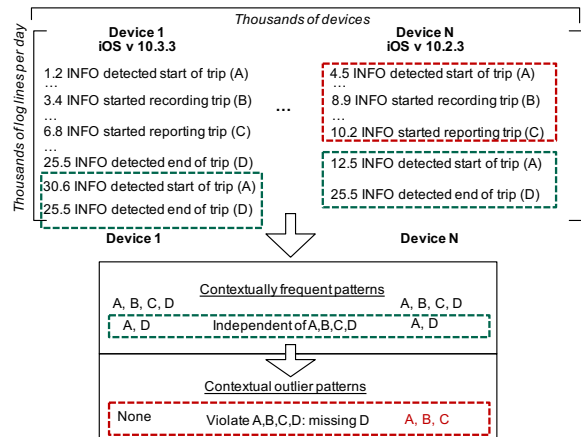 Thousands of devices
Thousands of log lines per day
Device 1
iOS v 10.3.3
1.2 INFO detected start of trip (A)
...
3.4 INFO started recording trip (B)
...
6.8 INFO started reporting trip (C)
...
25.5 INFO detected end of trip (D)
30.6 INFO detected start of trip (A)
25.5 INFO detected end of trip (D)
Device 1
...
Device N
iOS v 10.2.3
4.5 INFO detected start of trip (A)
...
8.9 INFO started recording trip (B)
...
10.2 INFO started reporting trip (C)
12.5 INFO detected start of trip (A)
25.5 INFO detected end of trip (D)
Device N
Contextually frequent patterns
A, B, C, D A, B, C, D
A, D Independent of A,B,C,D A, D
Contextual outlier patterns
None Violate A,B,C,D: missing D A, B, C